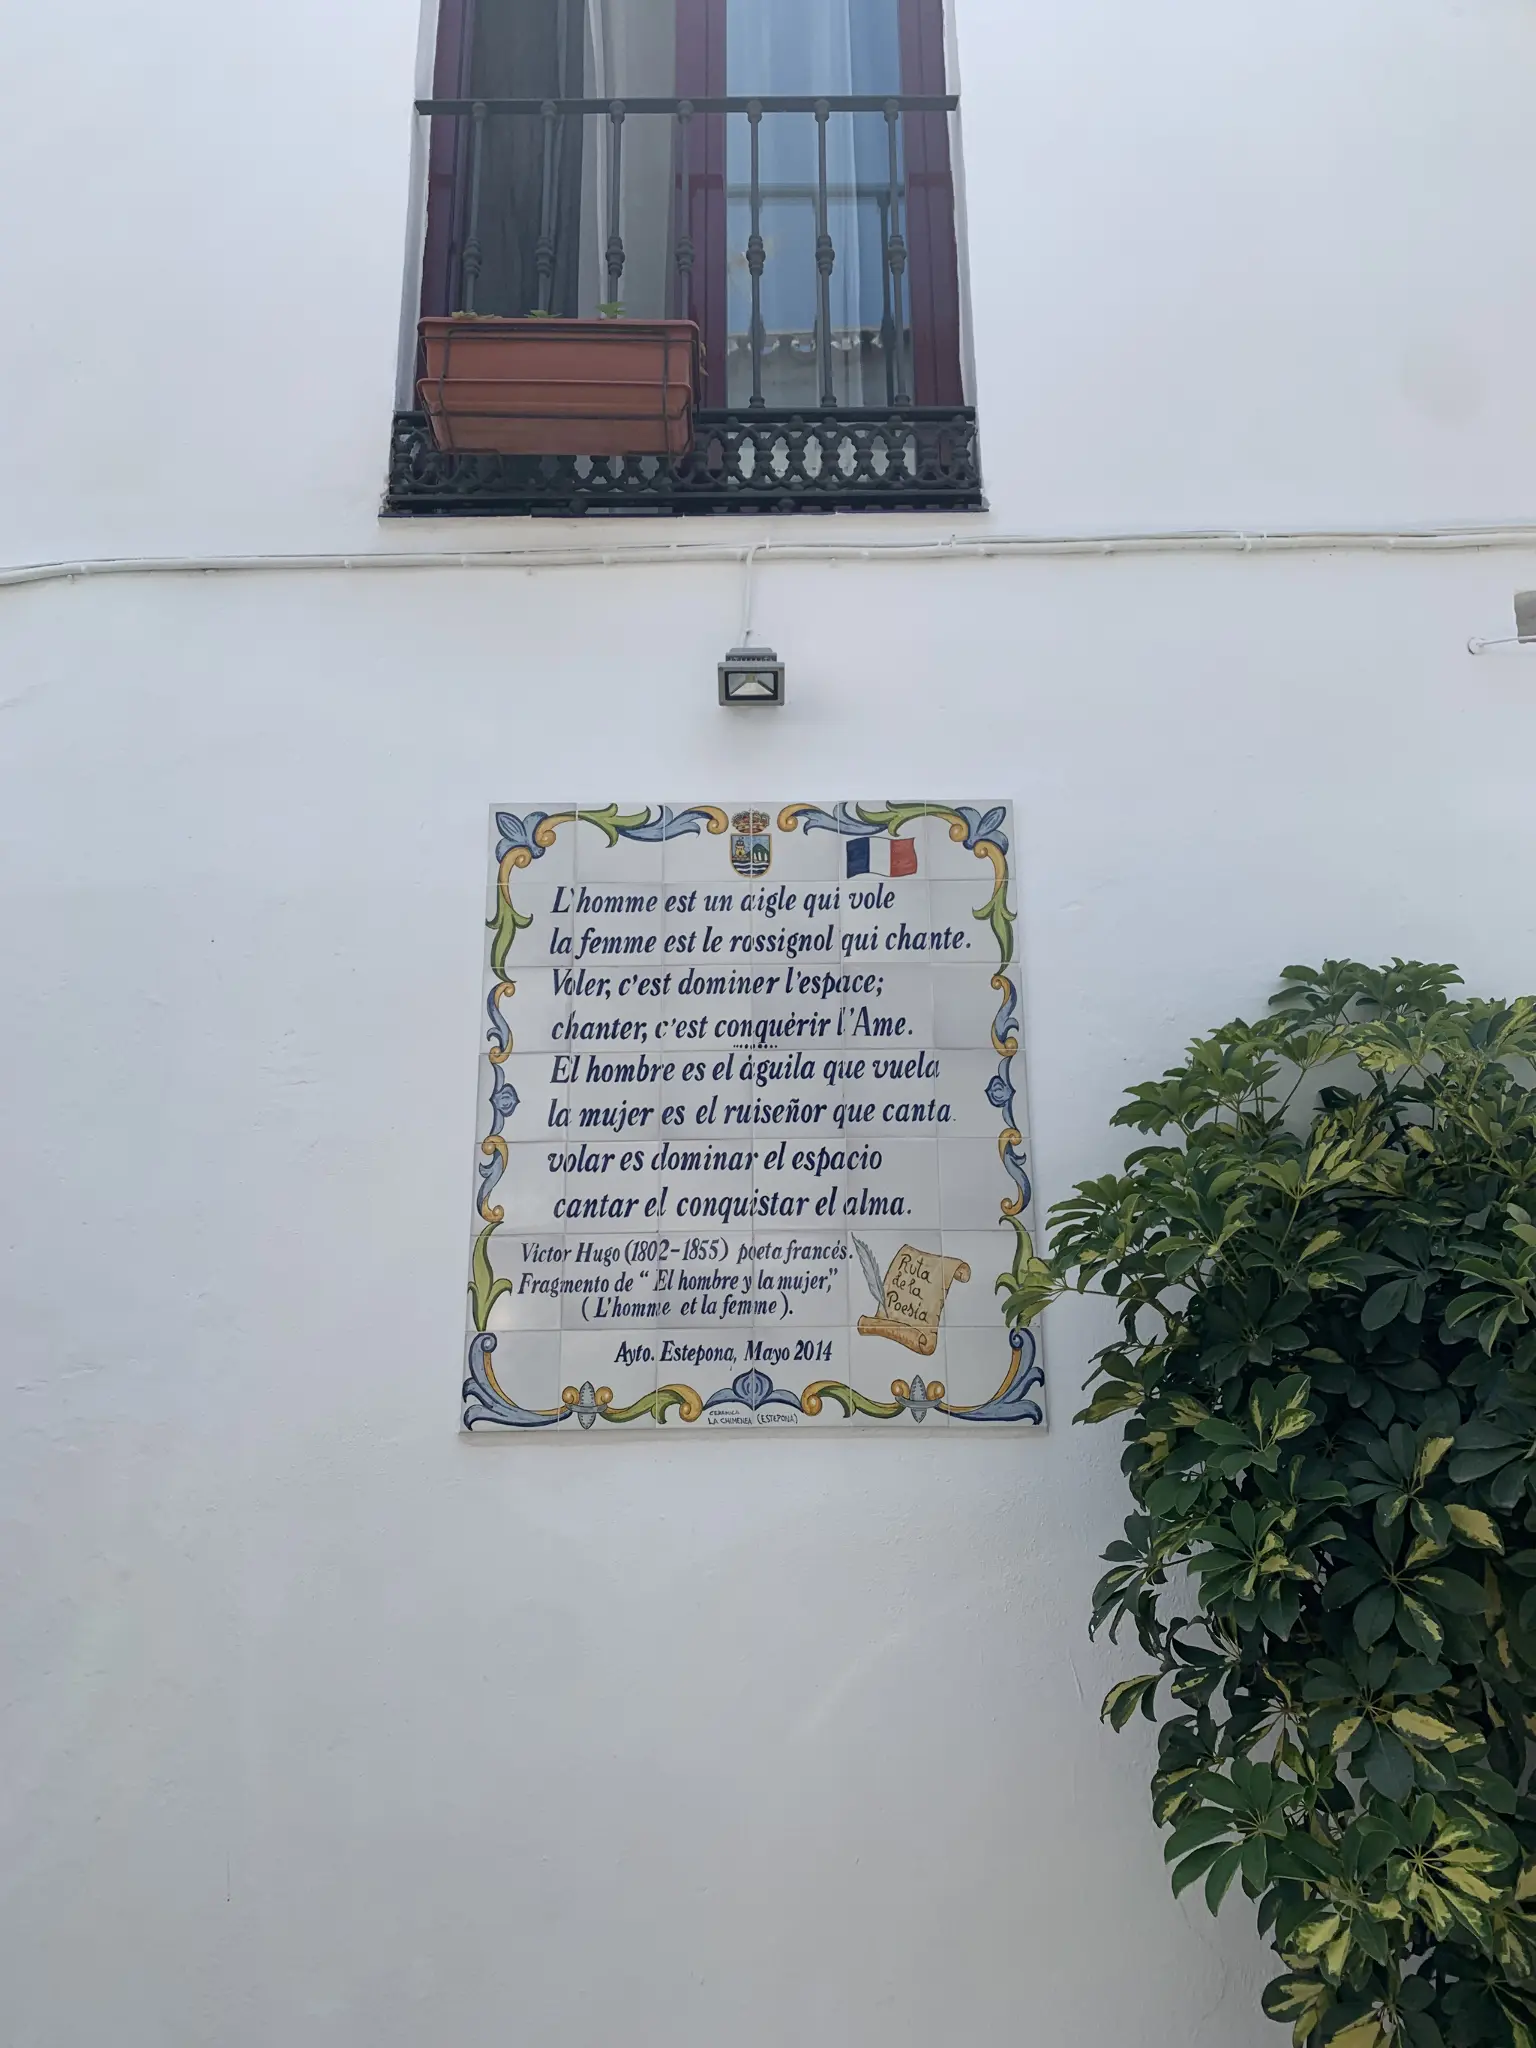 L'homme est un aigle qui vole
la femme est le rossignol qui chante.
Voler, c'est dominer l'espace;
chanter, c'est conquérir l'Ame.
El hombre es el águila que vuela
la mujer es el ruiseñor que canta.
volar es dominar el espacio
cantar el conquistar el alma.
Víctor Hugo (1802-1855) poeta francés.
Fragmento de "El hombre y la mujer,"
(L'homme et la femme).
Ruta
de la
Poesía
Ayto. Estepona, Mayo 2014
CERAMICA
LA CHIMENEA (ESTEPONA)